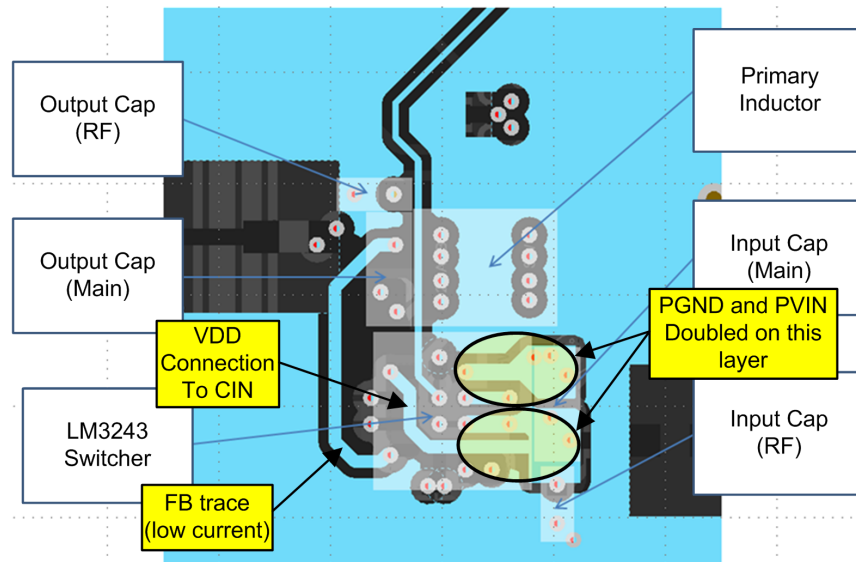 Output Cap
(RF)
Output Cap
(Main)
VDD
Connection
To CIN
LM3243
Switcher
FB trace
(low current)
Primary
Inductor
Input Cap
(Main)
PGND and PVIN
Doubled on this
layer
Input Cap
(RF)